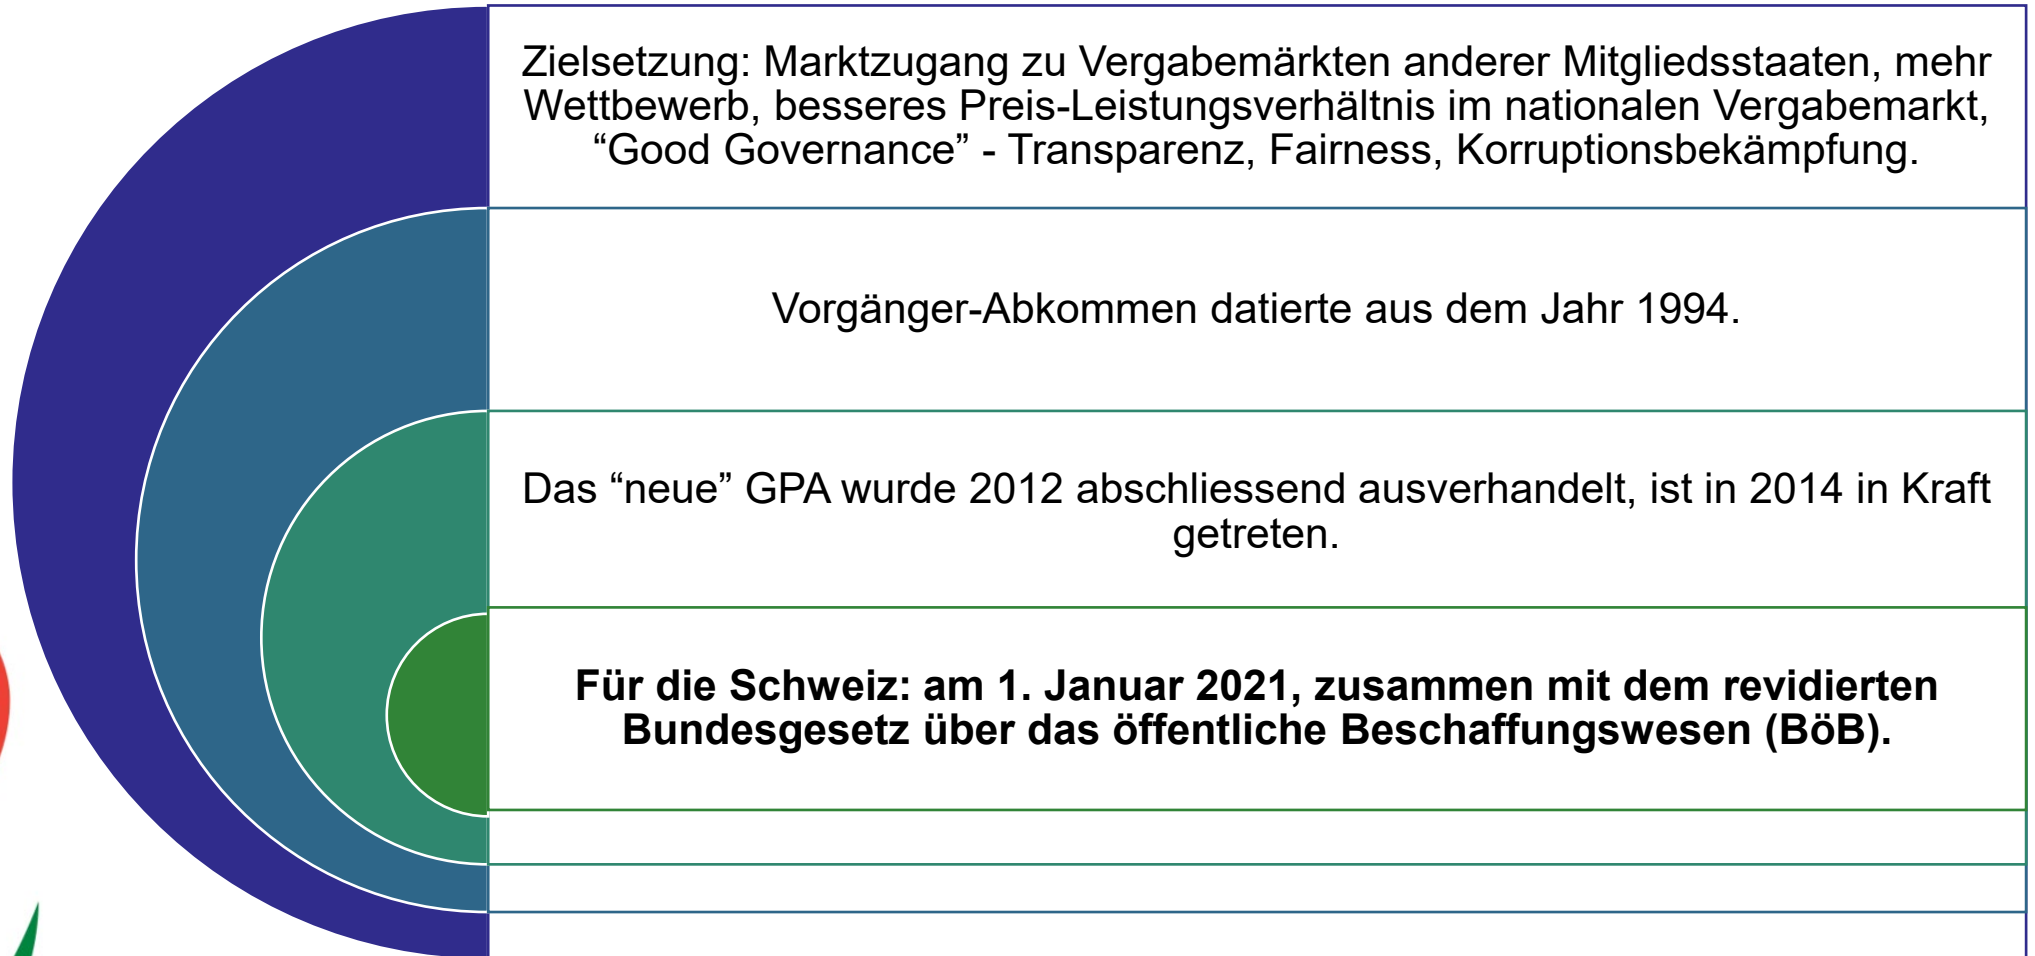 Zielsetzung: Marktzugang zu Vergabemärkten anderer Mitgliedsstaaten, mehr
Wettbewerb, besseres Preis-Leistungsverhältnis im nationalen Vergabemarkt,
“Good Governance” - Transparenz, Fairness, Korruptionsbekämpfung.
Vorgänger-Abkommen datierte aus dem Jahr 1994.
Das “neue” GPA wurde 2012 abschliessend ausverhandelt, ist in 2014 in Kraft
getreten.
Für die Schweiz: am 1. Januar 2021, zusammen mit dem revidierten
Bundesgesetz über das öffentliche Beschaffungswesen (BöB).